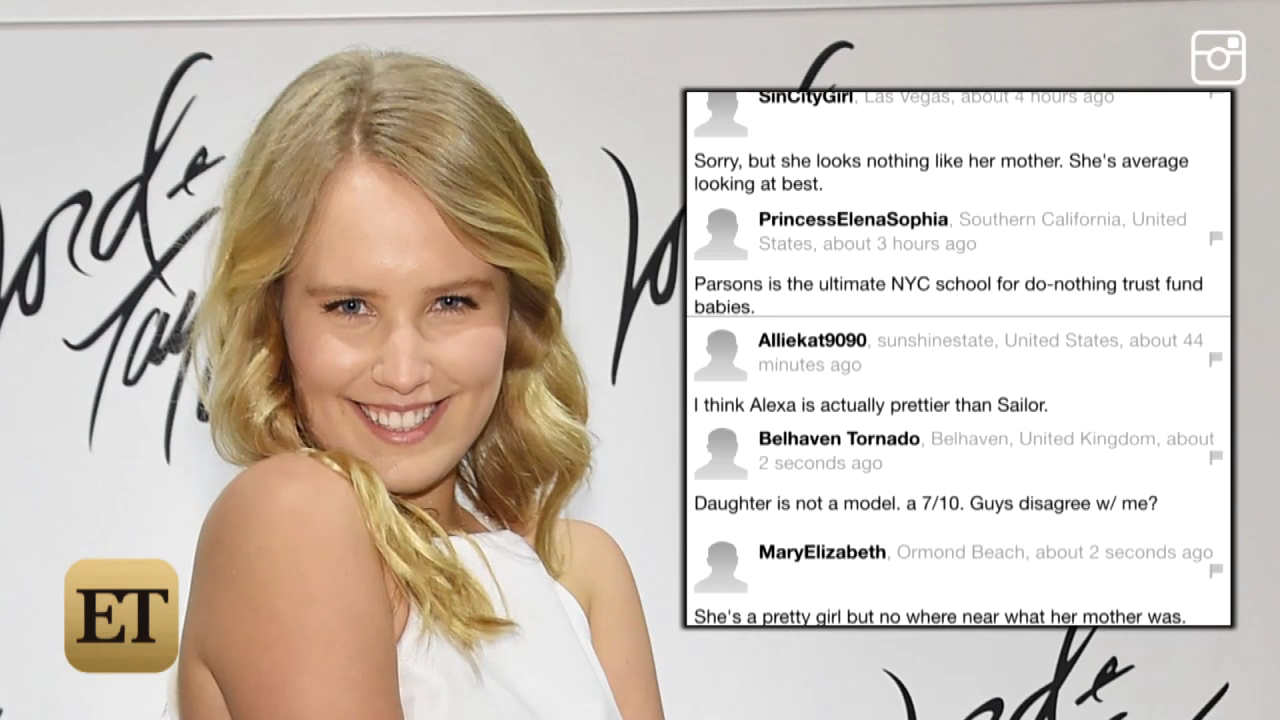 Lord &
Taylor
SinCityGirl, Las Vegas, about 4 hours ago
Sorry, but she looks nothing like her mother. She's average
looking at best.
PrincessElenaSophia, Southern California, United
States, about 3 hours ago
Parsons is the ultimate NYC school for do-nothing trust fund
babies.
Alliekat9090, sunshinestate, United States, about 44
minutes ago
I think Alexa is actually prettier than Sailor.
Belhaven Tornado, Belhaven, United Kingdom, about
2 seconds ago
Daughter is not a model. a 7/10. Guys disagree w/ me?
MaryElizabeth, Ormond Beach, about 2 seconds ago
She's a pretty girl but no where near what her mother was.
ET